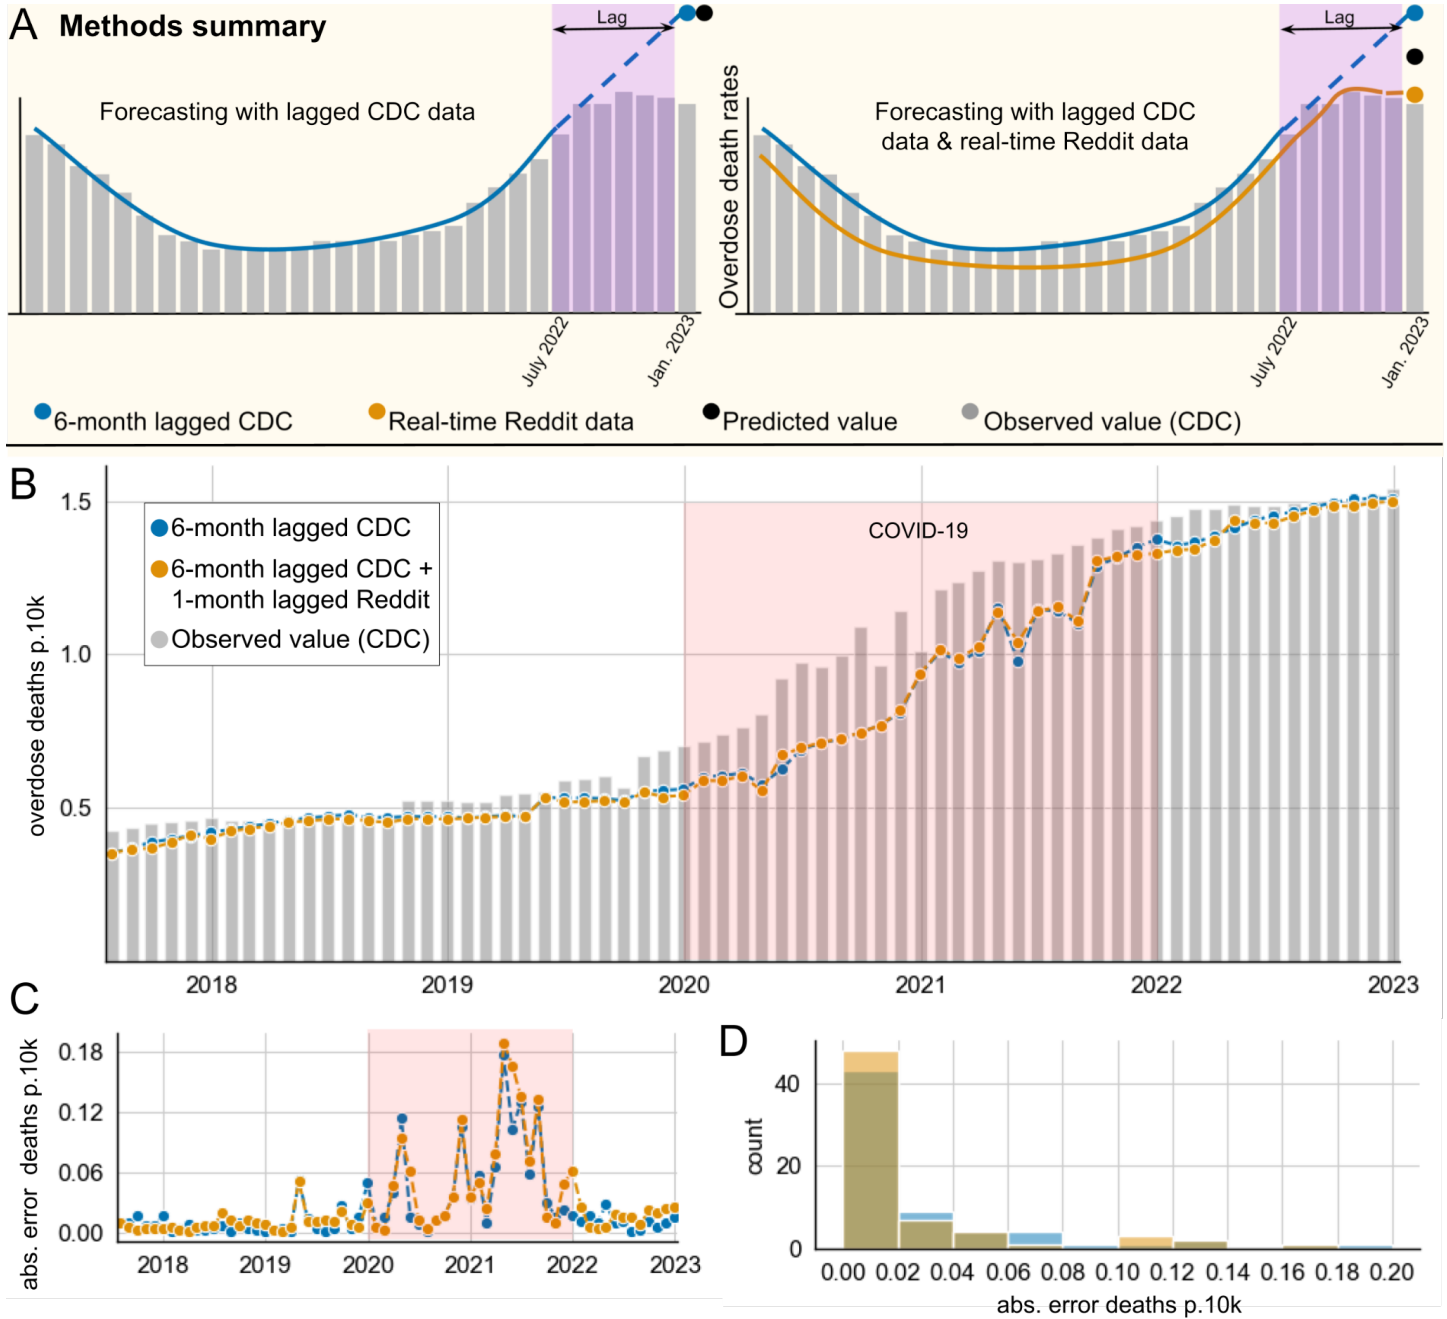 A
Methods summary
Lag
Forecasting with lagged CDC data
July 2022
Jan. 2023
Overdose death rates
Lag
Forecasting with lagged CDC
data & real-time Reddit data
July 2022
Jan. 2023
6-month lagged CDC
Real-time Reddit data
Predicted value
Observed value (CDC)
B
overdose deaths p.10k
1.5
1.0
0.5
6-month lagged CDC
6-month lagged CDC +
1-month lagged Reddit
Observed value (CDC)
COVID-19
2018 2019 2020 2021 2022 2023
C
abs. error deaths p.10k
0.18
0.12
0.06
0.00
2018 2019 2020 2021 2022 2023
D
count
40
20
0
0.00 0.02 0.04 0.06 0.08 0.10 0.12 0.14 0.16 0.18 0.20
abs. error deaths p.10k